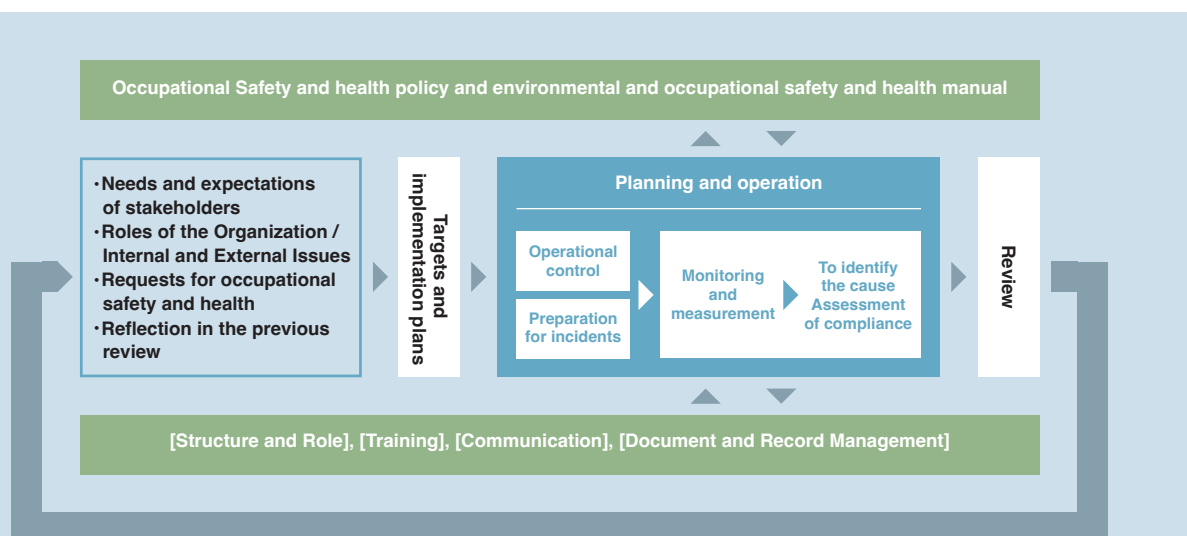 Occupational Safety and health policy and environmental and occupational safety and health manual
・Needs and expectations
of stakeholders
・Roles of the Organization /
Internal and External Issues
・Requests for occupational
safety and health
・Reflection in the previous
review
Targets and
implementation plans
Planning and operation
Operational
control
Preparation
for incidents
Monitoring
and
measurement
To identify
the cause
Assessment
of compliance
Review
[Structure and Role], [Training], [Communication], [Document and Record Management]